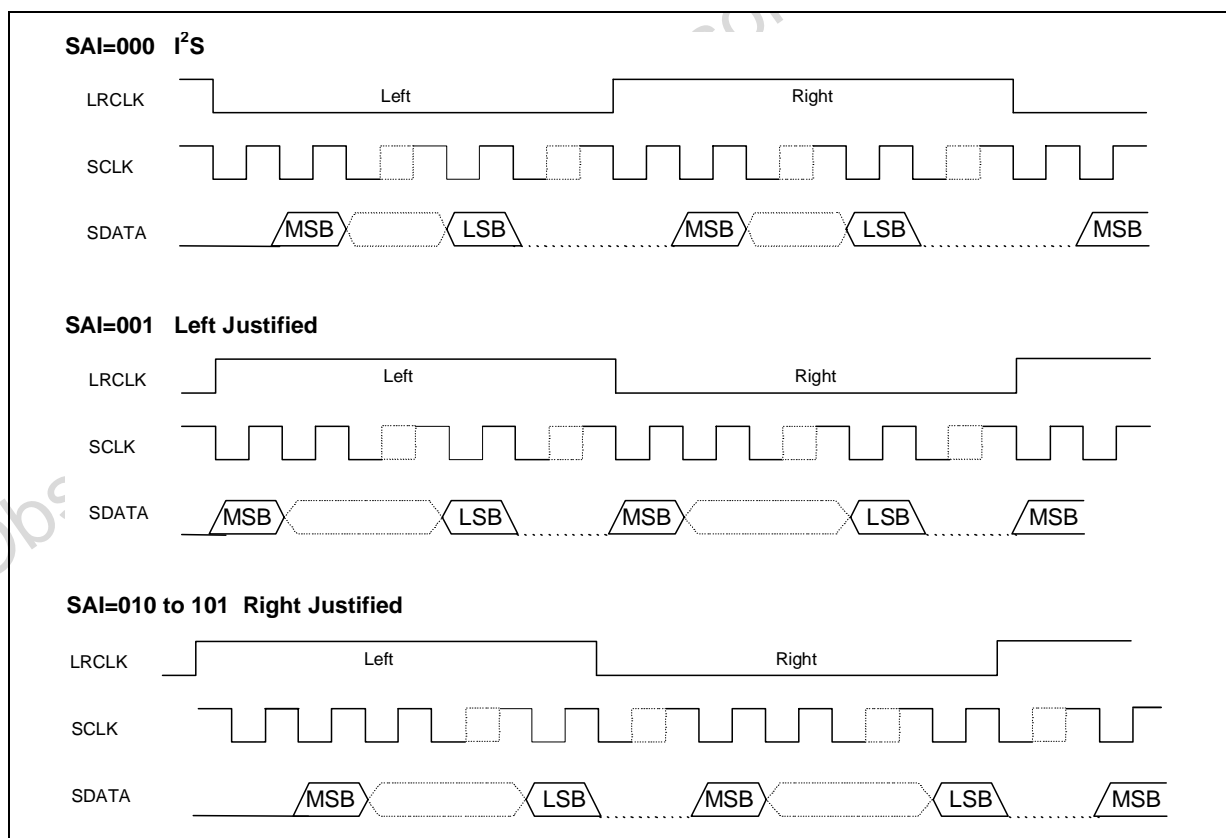 SAI=000 I²S
LRCLK Left Right
SCLK
SDATA MSB LSB MSB LSB MSB
SAI=001 Left Justified
LRCLK Left Right
SCLK
SDATA MSB LSB MSB LSB MSB
SAI=010 to 101 Right Justified
LRCLK Left Right
SCLK
SDATA MSB LSB MSB LSB MSB